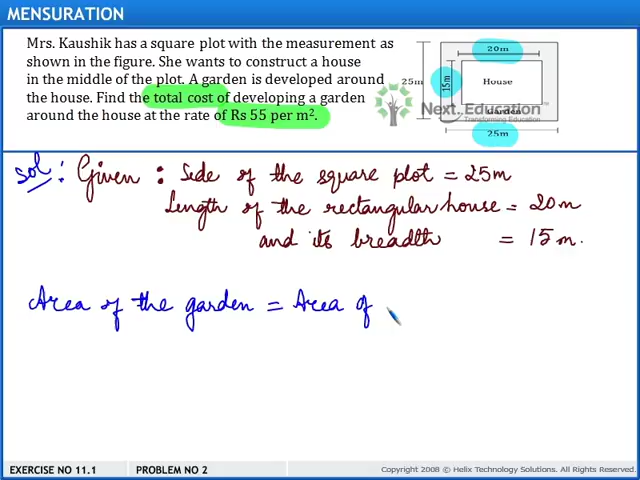 MENSURATION
Mrs. Kaushik has a square plot with the measurement as
shown in the figure. She wants to construct a house
in the middle of the plot. A garden is developed around
the house. Find the total cost of developing a garden
around the house at the rate of Rs 55 per m².
20m
25m
15m
House
Garden
25m
Next Education
Transforming Education
Sol : Given : Side of the square plot = 25m
Length of the rectangular house = 20m
and its breadth = 15m.
Area of the garden = Area of
EXERCISE NO 11.1
PROBLEM NO 2
Copyright 2008 © Helix Technology Solutions. All Rights Reserved.